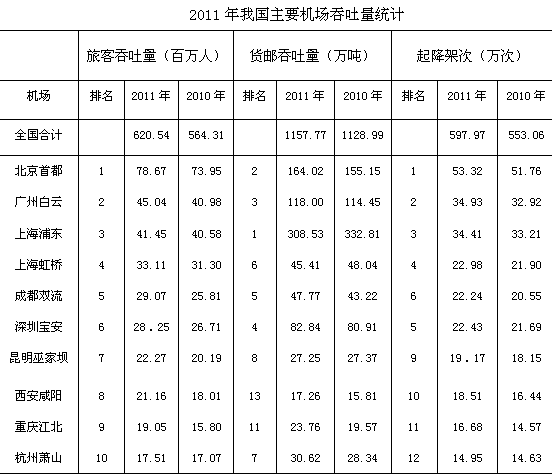 2011 年我国主要机场吞吐量统计
旅客吞吐量（百万人） 货邮吞吐量（万吨） 起降架次（万次）
机场 排名 2011 年 2010 年 排名 2011 年 2010 年 排名 2011 年 2010 年
全国合计 620.54 564.31 1157.77 1128.99 597.97 553.06
北京首都 1 78.67 73.95 2 164.02 155.15 1 53.32 51.76
广州白云 2 45.04 40.98 3 118.00 114.45 2 34.93 32.92
上海浦东 3 41.45 40.58 1 308.53 332.81 3 34.41 33.21
上海虹桥 4 33.11 31.30 6 45.41 48.04 4 22.98 21.90
成都双流 5 29.07 25.81 5 47.77 43.22 6 22.24 20.55
深圳宝安 6 28.25 26.71 4 82.84 80.91 5 22.43 21.69
昆明巫家坝 7 22.27 20.19 8 27.25 27.37 9 19.17 18.15
西安咸阳 8 21.16 18.01 13 17.26 15.81 10 18.51 16.44
重庆江北 9 19.05 15.80 11 23.76 19.57 11 16.68 14.57
杭州萧山 10 17.51 17.07 7 30.62 28.34 12 14.95 14.63